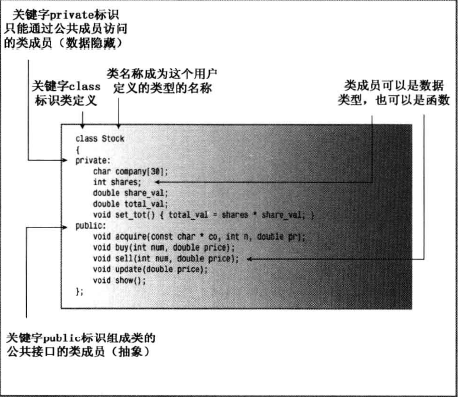 关键字private标识
只能通过公共成员访问
的类成员（数据隐藏）
关键字class
标识类定义
类名称成为这个用户
定义的类型的名称
类成员可以是数据
类型，也可以是函数
class Stock
{
private:
char company[30];
int shares;
double share_val;
double total_val;
void set_tot() { total_val = shares * share_val; }
public:
void acquire(const char * co, int n, double pr);
void buy(int num, double price);
void sell(int num, double price);
void update(double price);
void show();
};
关键字public标识组成类的
公共接口的类成员（抽象）